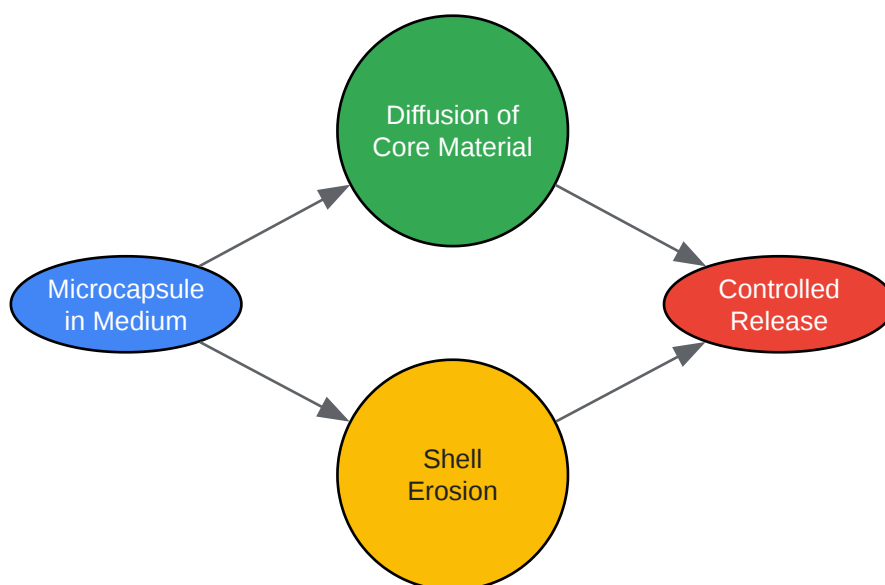 Diffusion of
Core Material
Microcapsule
in Medium
Controlled
Release
Shell
Erosion